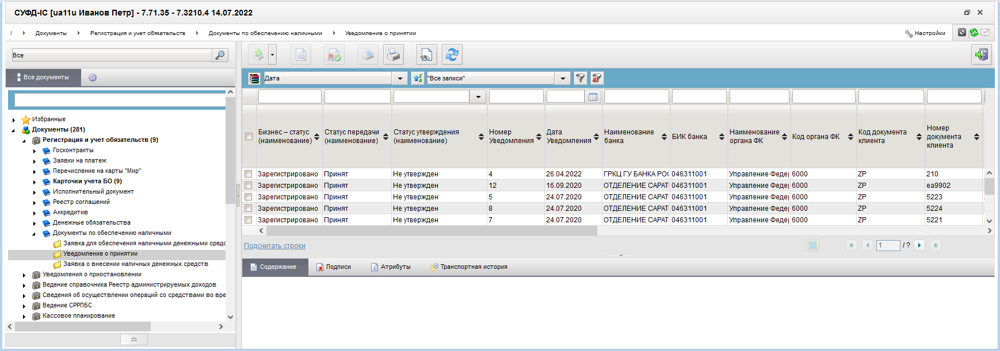 СУФД-IC [ua11u Иванов Петр] - 7.71.35 - 7.3210.4 14.07.2022
/ Документы Регистрация и учет обязательств Документы по обеспечению наличными Уведомление о принятии Настройки
Все
Все документы
Дата "Все записи"
Избранные
Документы (281)
Регистрация и учет обязательств (9)
Госконтракты
Заявки на платеж
Перечисление на карты "Мир"
Карточки учета БО (9)
Исполнительный документ
Реестр соглашений
Аккредитив
Денежные обязательства
Документы по обеспечению наличными
Заявка для обеспечения наличными денежными средс
Уведомление о принятии
Заявка о внесении наличных денежных средств
Уведомления о приостановлении
Ведение справочника Реестр администрируемых доходов
Сведения об осуществлении операций со средствами во вре
Ведение СРРПБС
Кассовое планирование
Бизнес – статус (наименование) Статус передачи (наименование) Статус утверждения (наименование) Номер Уведомления Дата Уведомления Наименование банка БИК банка Наименование органа ФК Код органа ФК Код документа клиента Номер документа клиента
Зарегистрировано Принят Не утвержден 4 26.04.2022 ГРКЦ ГУ БАНКА РОС 046311001 Управление Федер 6000 ZP 210
Зарегистрировано Принят Не утвержден 12 16.09.2020 ОТДЕЛЕНИЕ САРАТ 046311001 Управление Федер 6000 ZP ea9902
Зарегистрировано Принят Не утвержден 5 24.07.2020 ОТДЕЛЕНИЕ САРАТ 046311001 Управление Федер 6000 ZP 5223
Зарегистрировано Принят Не утвержден 8 24.07.2020 ОТДЕЛЕНИЕ САРАТ 046311001 Управление Федер 6000 ZP 5224
Зарегистрировано Принят Не утвержден 7 24.07.2020 ОТДЕЛЕНИЕ САРАТ 046311001 Управление Федер 6000 ZP 5221
Подсчитать строки 1 / ?
Содержание Подписи Атрибуты Транспортная история